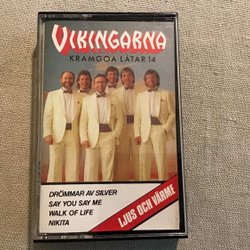 VIKINGARNA
KRAMGOA LÅTAR 14
DRÖMMAR AV SILVER
SAY YOU SAY ME
WALK OF LIFE
NIKITA
LJUS OCH VÄRME